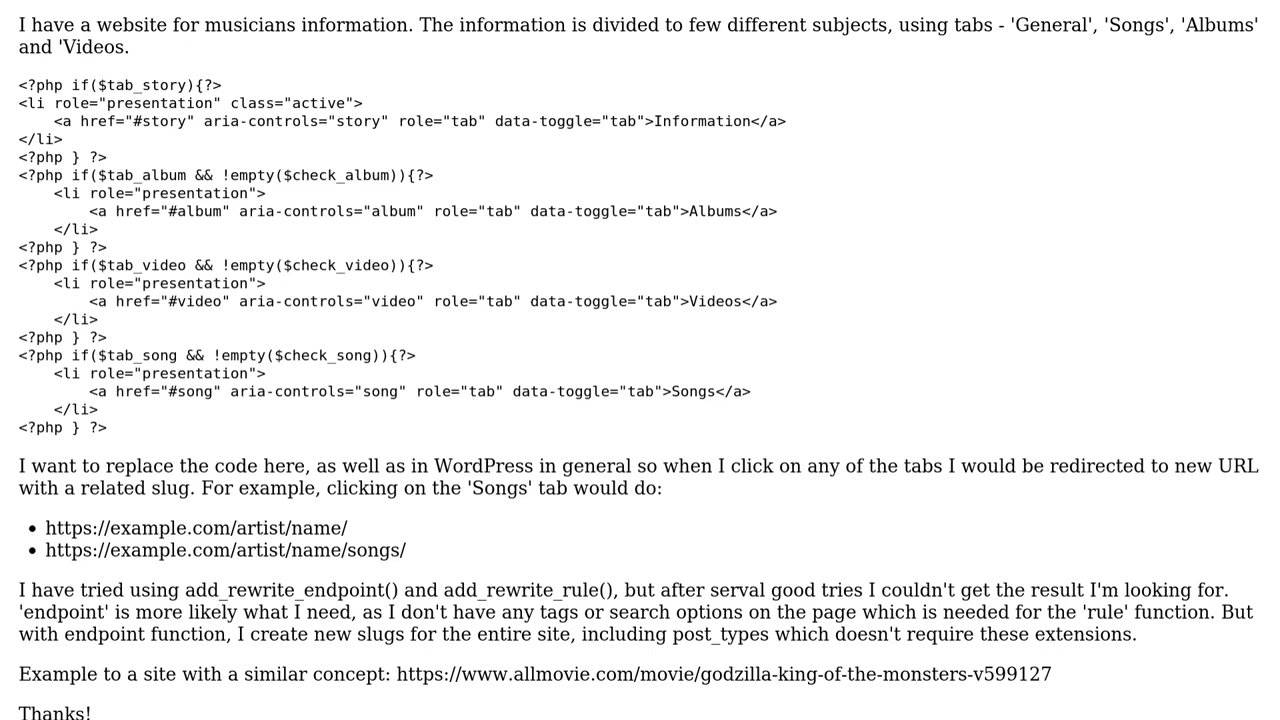 I have a website for musicians information. The information is divided to few different subjects, using tabs - 'General', 'Songs', 'Albums'
and 'Videos.
<?php if($tab_story){?>
<li role="presentation" class="active">
    <a href="#story" aria-controls="story" role="tab" data-toggle="tab">Information</a>
</li>
<?php } ?>
<?php if($tab_album && !empty($check_album)){?>
    <li role="presentation">
        <a href="#album" aria-controls="album" role="tab" data-toggle="tab">Albums</a>
    </li>
<?php } ?>
<?php if($tab_video && !empty($check_video)){?>
    <li role="presentation">
        <a href="#video" aria-controls="video" role="tab" data-toggle="tab">Videos</a>
    </li>
<?php } ?>
<?php if($tab_song && !empty($check_song)){?>
    <li role="presentation">
        <a href="#song" aria-controls="song" role="tab" data-toggle="tab">Songs</a>
    </li>
<?php } ?>
I want to replace the code here, as well as in WordPress in general so when I click on any of the tabs I would be redirected to new URL
with a related slug. For example, clicking on the 'Songs' tab would do:
• https://example.com/artist/name/
• https://example.com/artist/name/songs/
I have tried using add_rewrite_endpoint() and add_rewrite_rule(), but after serval good tries I couldn't get the result I'm looking for.
'endpoint' is more likely what I need, as I don't have any tags or search options on the page which is needed for the 'rule' function. But
with endpoint function, I create new slugs for the entire site, including post_types which doesn't require these extensions.
Example to a site with a similar concept: https://www.allmovie.com/movie/godzilla-king-of-the-monsters-v599127
Thanks!